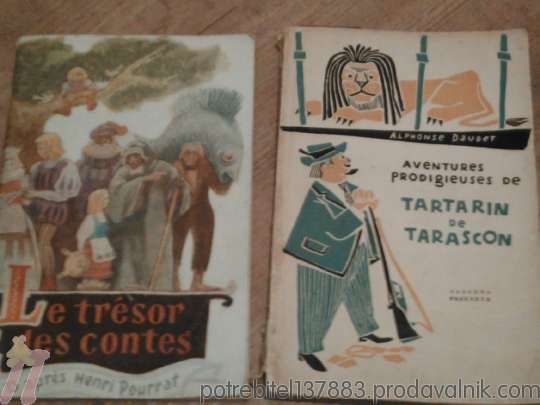 Le trésor
des contes
Henri Pourrat
ALPHONSE DAUDET
AVENTURES
PRODIGIEUSES DE
TARTARIN
DE
TARASCON
potrebitel137883.prodavalnik.com